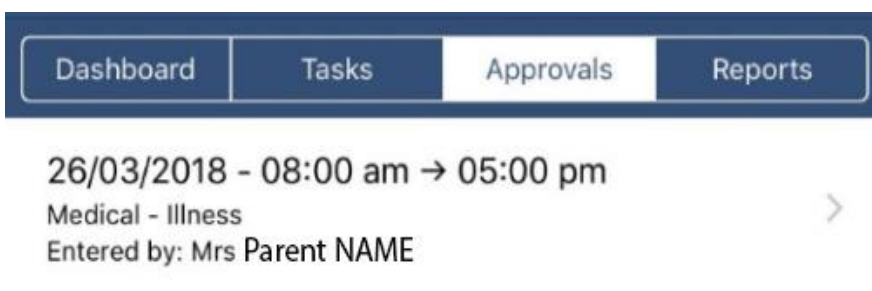 Dashboard Tasks Approvals Reports
26/03/2018 - 08:00 am → 05:00 pm
Medical - Illness
Entered by: Mrs Parent NAME